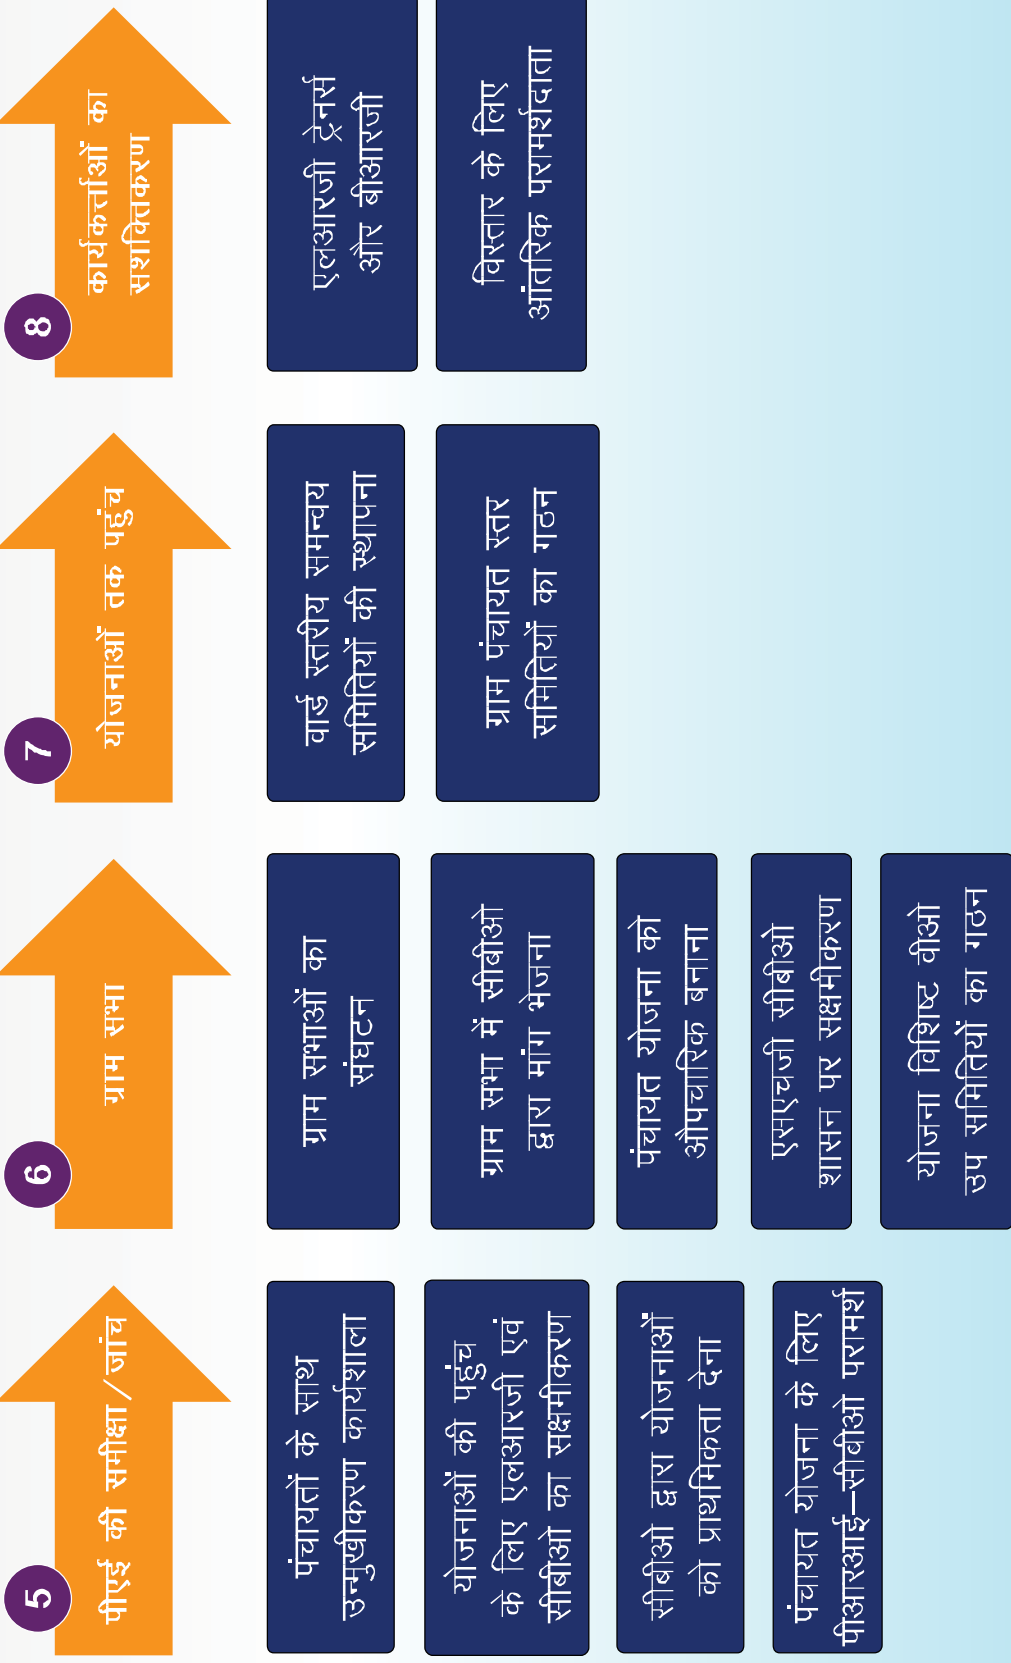 5
पीएई की समीक्षा/जांच
पंचायतों के साथ
उन्मुखीकरण कार्यशाला
योजनाओं की पहुंच
के लिए एलआरजी एवं
सीबीओ का सक्षमीकरण
सीबीओ द्वारा योजनाओं
को प्राथमिकता देना
पंचायत योजना के लिए
पीआरआई–सीबीओ परामर्श
6
ग्राम सभा
ग्राम सभाओं का
संघटन
ग्राम सभा में सीबीओ
द्वारा मांग भेजना
पंचायत योजना को
औपचारिक बनाना
एसएचजी सीबीओ
शासन पर सक्षमीकरण
योजना विशिष्ट वीओ
उप समितियों का गठन
7
योजनाओं तक पहुंच
वार्ड स्तरीय समन्वय
समितियों की स्थापना
ग्राम पंचायत स्तर
समितियों का गठन
8
कार्यकर्त्ताओं का
सशक्तिकरण
एलआरजी ट्रेनर्स
और बीआरजी
विस्तार के लिए
आंतरिक परामर्शदाता